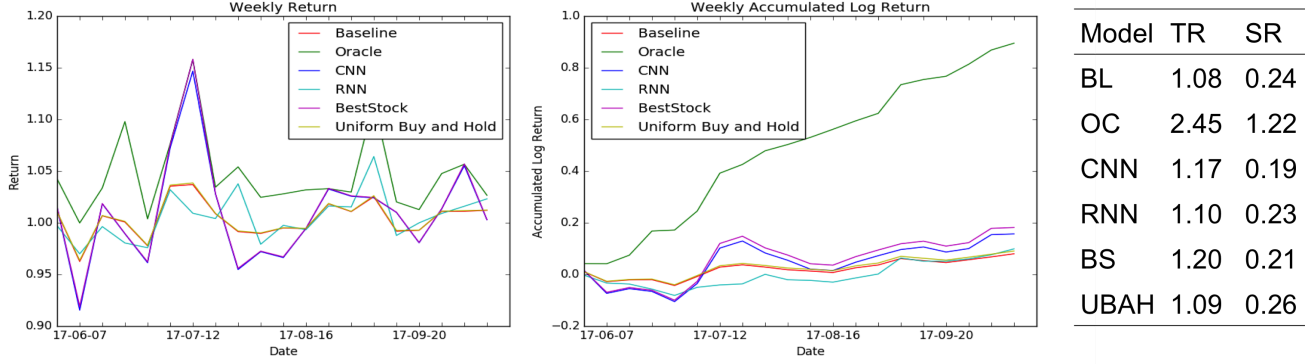 Weekly Return
1.20
1.15
1.10
1.05
1.00
0.95
0.90
Return
Baseline
Oracle
CNN
RNN
BestStock
Uniform Buy and Hold
17-06-07
17-07-12
17-08-16
17-09-20
Date
Weekly Accumulated Log Return
1.0
0.8
0.6
0.4
0.2
0.0
−0.2
Accumulated Log Return
Baseline
Oracle
CNN
RNN
BestStock
Uniform Buy and Hold
17-06-07
17-07-12
17-08-16
17-09-20
Date
Model TR SR
BL 1.08 0.24
OC 2.45 1.22
CNN 1.17 0.19
RNN 1.10 0.23
BS 1.20 0.21
UBAH 1.09 0.26